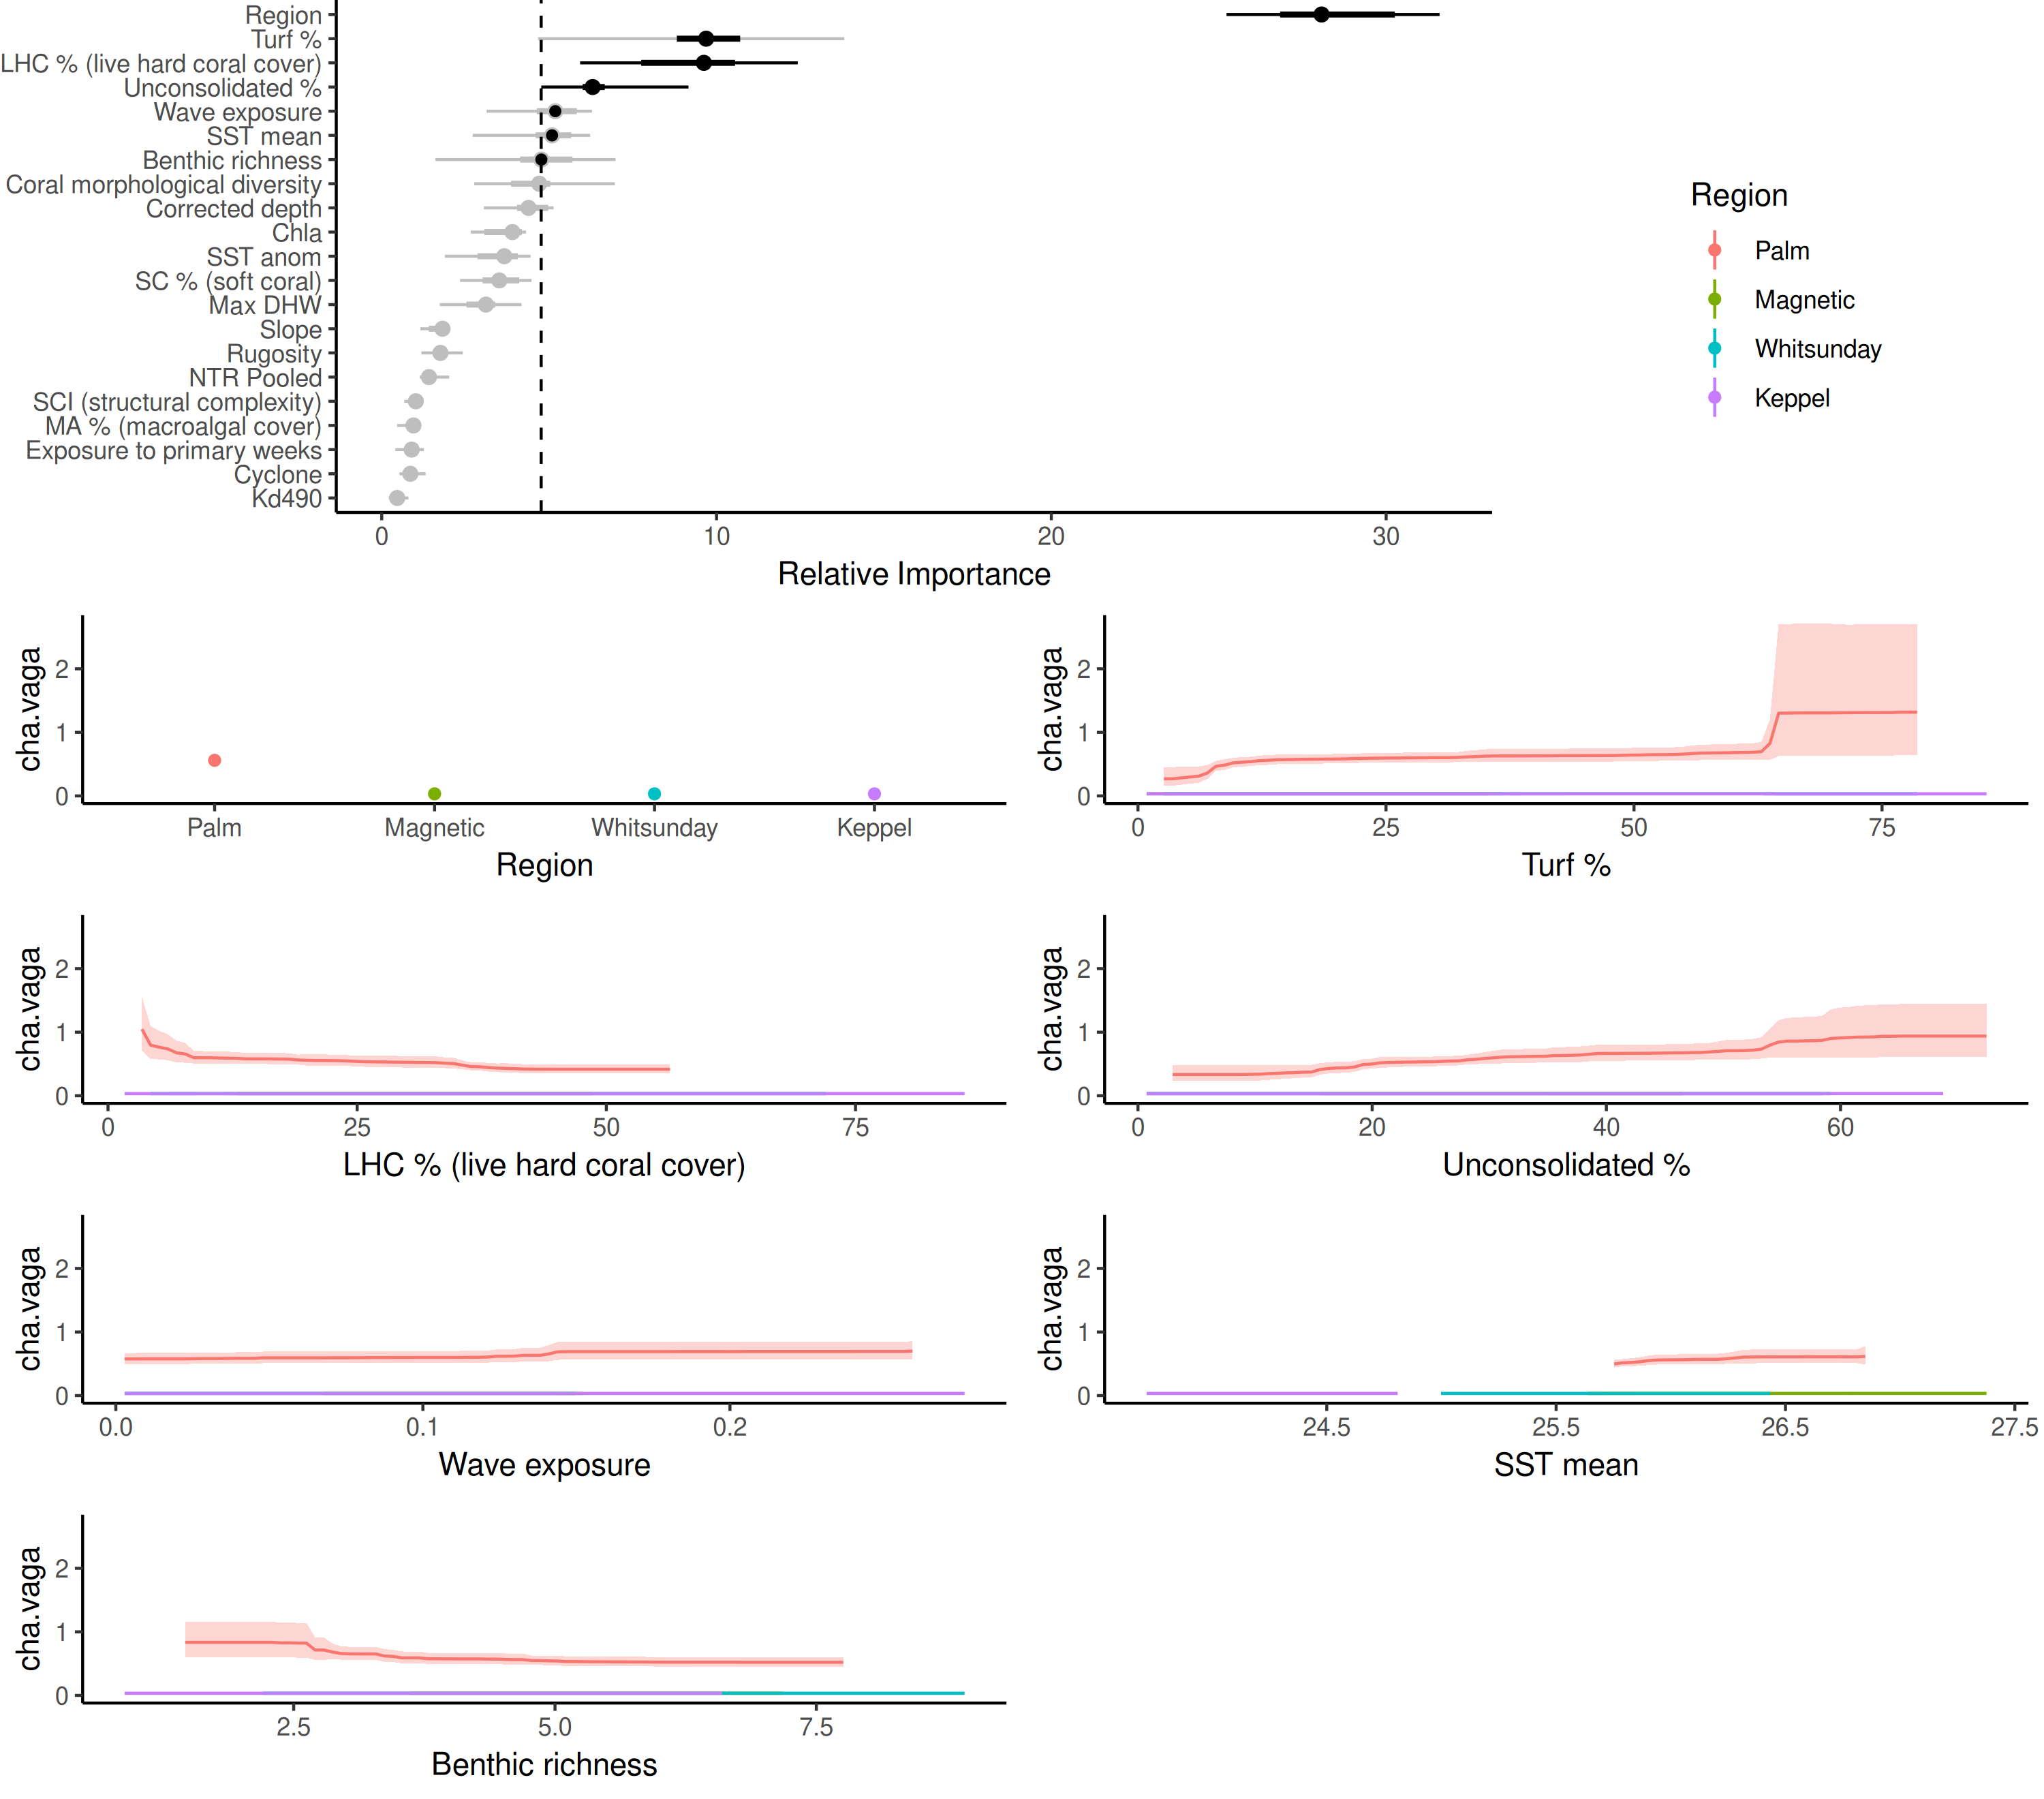 Region
Turf %
LHC % (live hard coral cover)
Unconsolidated %
Wave exposure
SST mean
Benthic richness
Coral morphological diversity
Corrected depth
Chla
SST anom
SC % (soft coral)
Max DHW
Slope
Rugosity
NTR Pooled
SCI (structural complexity)
MA % (macroalgal cover)
Exposure to primary weeks
Cyclone
Kd490
0 10 20 30
Relative Importance
Region
Palm
Magnetic
Whitsunday
Keppel
cha.vaga
2
1
0
Palm Magnetic Whitsunday Keppel
Region
cha.vaga
2
1
0
0 25 50 75
Turf %
cha.vaga
2
1
0
0 25 50 75
LHC % (live hard coral cover)
cha.vaga
2
1
0
0 20 40 60
Unconsolidated %
cha.vaga
2
1
0
0.0 0.1 0.2
Wave exposure
cha.vaga
2
1
0
24.5 25.5 26.5 27.5
SST mean
cha.vaga
2
1
0
2.5 5.0 7.5
Benthic richness